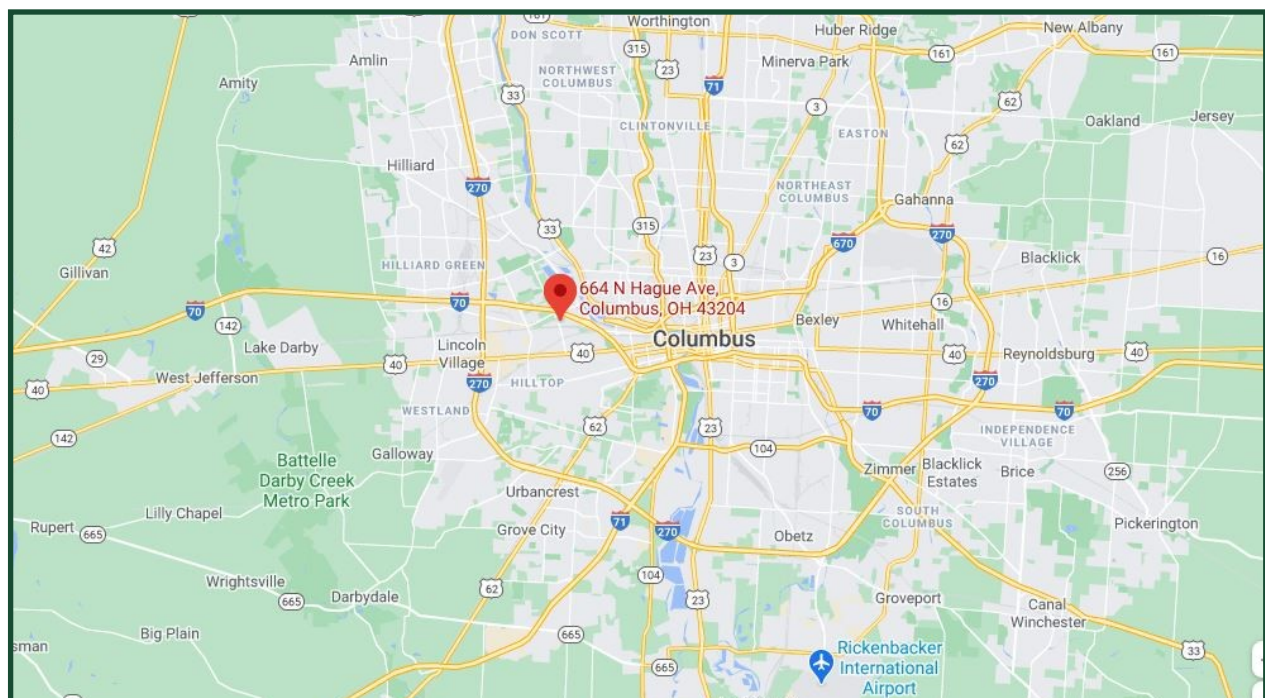 161
Worthington
Huber Ridge
New Albany
DON SCOTT
315
161
161
Amlin
Minerva Park
23
Amity
NORTHWEST
COLUMBUS
71
33
62
3
Oakland
Jersey
CLINTONVILLE
EASTON
62
Hilliard
270
NORTHEAST
COLUMBUS
Gahanna
315
33
270
42
670
23
3
Blacklick
16
Gillivan
HILLIARD GREEN
664 N Hague Ave,
Columbus, OH 43204
70
70
16
142
Bexley
Whitehall
Lake Darby
Lincoln
Village
Columbus
29
40
40
Reynoldsburg
40
40
West Jefferson
40
270
HILLTOP
270
WESTLAND
70
70
62
23
142
104
INDEPENDENCE
VILLAGE
Galloway
Battelle
Darby Creek
Metro Park
Zimmer
Blacklick
Estates
Brice
256
Urbancrest
Lilly Chapel
SOUTH
COLUMBUS
Rupert
665
71
270
Grove City
Pickerington
Obetz
Wrightsville
104
62
665
Darbydale
23
Groveport
Canal
Winchester
sman
Big Plain
665
665
33
Rickenbacker
International
Airport